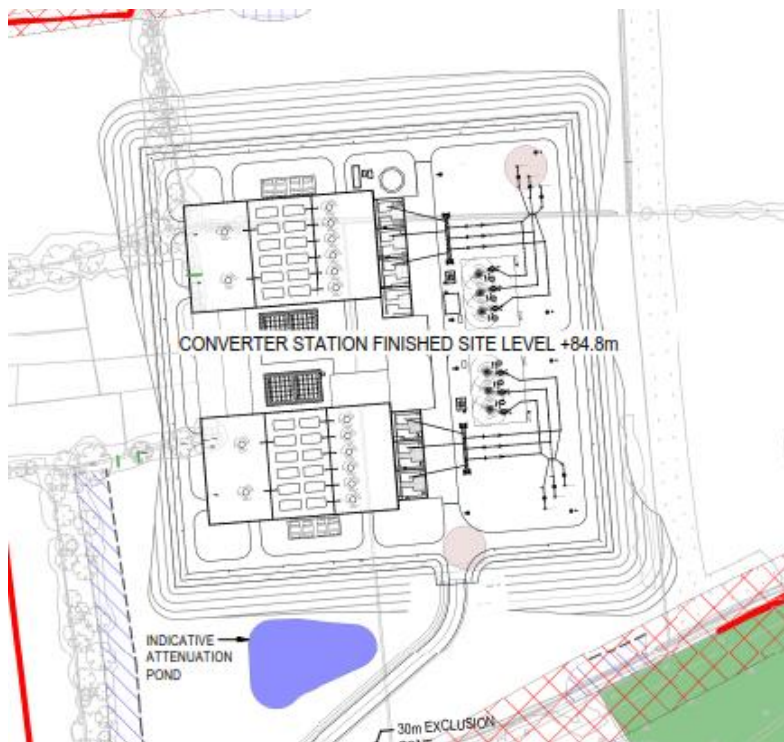 CONVERTER STATION FINISHED SITE LEVEL +84.8m
INDICATIVE
ATTENUATION
POND
30m EXCLUSION